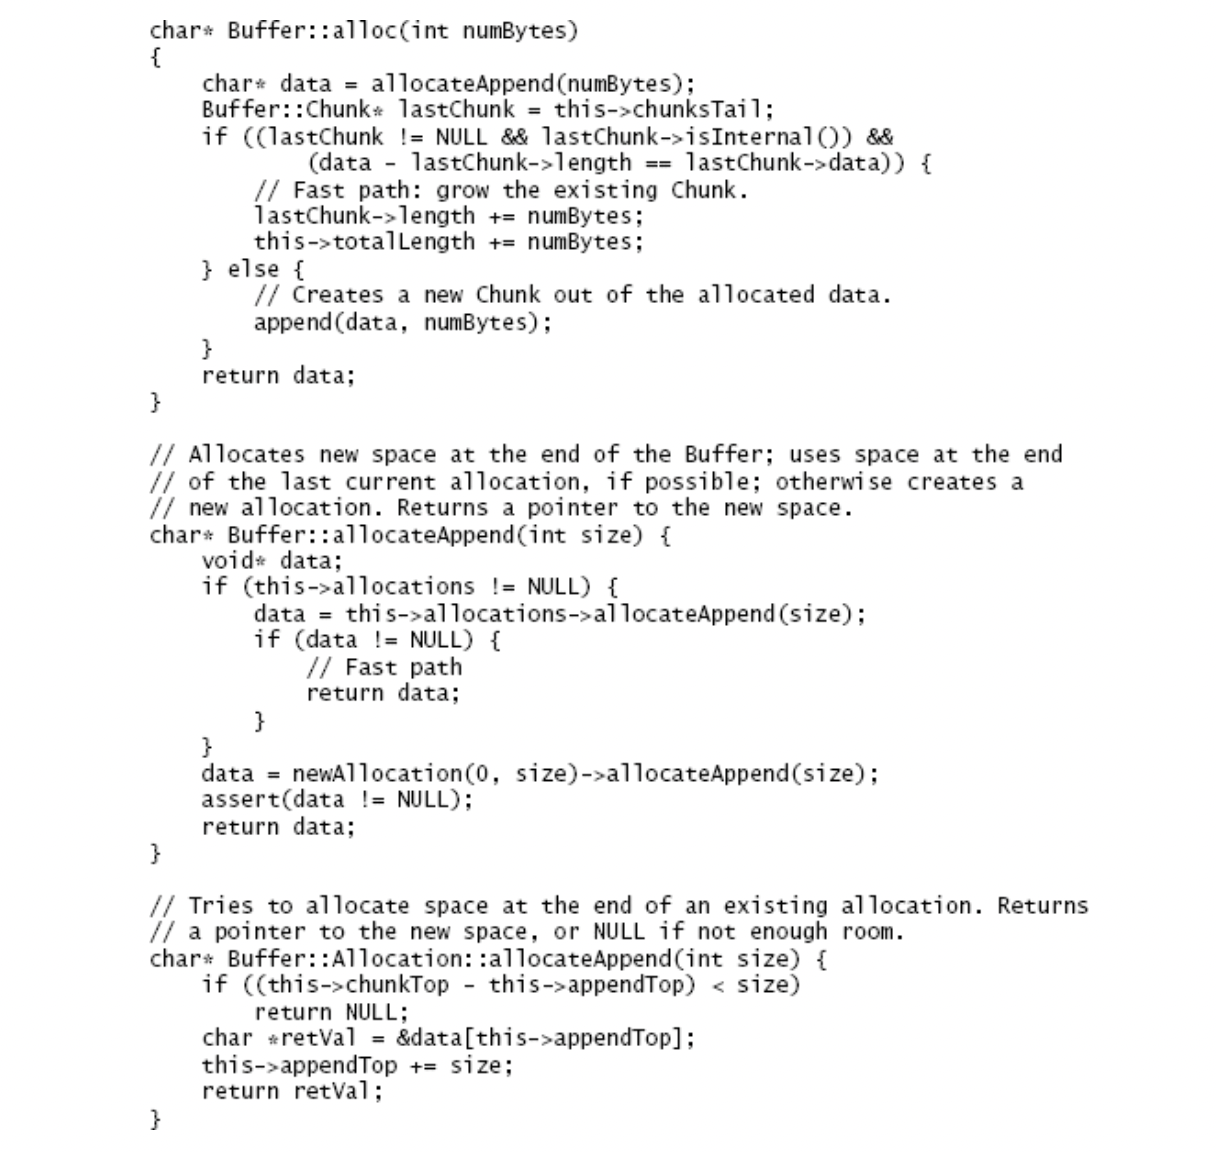 char* Buffer::alloc(int numBytes)
{
    char* data = allocateAppend(numBytes);
    Buffer::Chunk* lastChunk = this->chunksTail;
    if ((lastChunk != NULL && lastChunk->isInternal()) &&
            (data - lastChunk->length == lastChunk->data)) {
        // Fast path: grow the existing Chunk.
        lastChunk->length += numBytes;
        this->totalLength += numBytes;
    } else {
        // Creates a new Chunk out of the allocated data.
        append(data, numBytes);
    }
    return data;
}

// Allocates new space at the end of the Buffer; uses space at the end
// of the last current allocation, if possible; otherwise creates a
// new allocation. Returns a pointer to the new space.
char* Buffer::allocateAppend(int size) {
    void* data;
    if (this->allocations != NULL) {
        data = this->allocations->allocateAppend(size);
        if (data != NULL) {
            // Fast path
            return data;
        }
    }
    data = newAllocation(0, size)->allocateAppend(size);
    assert(data != NULL);
    return data;
}

// Tries to allocate space at the end of an existing allocation. Returns
// a pointer to the new space, or NULL if not enough room.
char* Buffer::Allocation::allocateAppend(int size) {
    if ((this->chunkTop - this->appendTop) < size)
        return NULL;
    char *retVal = &data[this->appendTop];
    this->appendTop += size;
    return retVal;
}